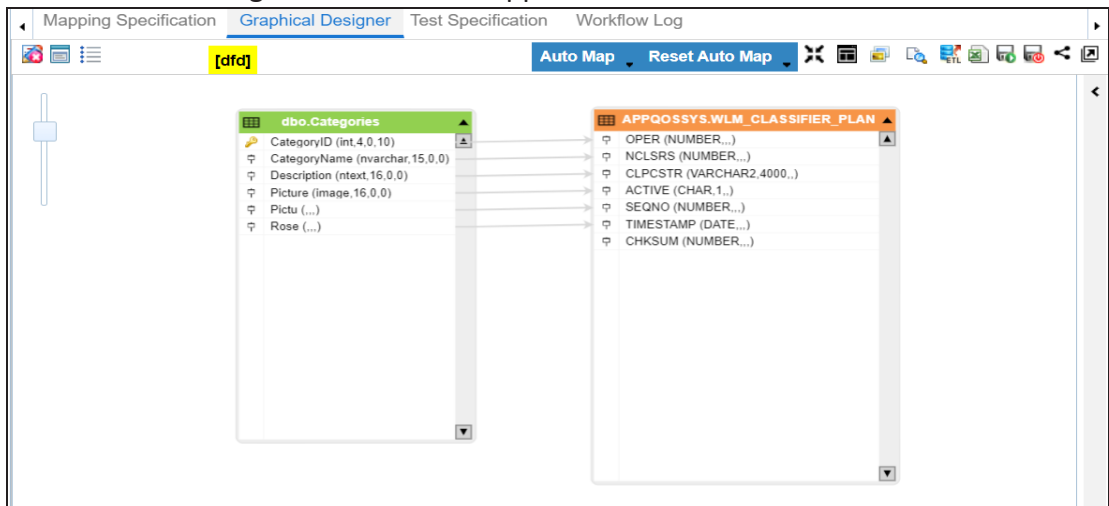 Mapping Specification Graphical Designer Test Specification Workflow Log
[dfd] Auto Map Reset Auto Map ETL
dbo.Categories
CategoryID (int,4,0,10)
CategoryName (nvarchar,15,0,0)
Description (ntext,16,0,0)
Picture (image,16,0,0)
Pictu (,,,)
Rose (,,,)
APPQOSSYS.WLM_CLASSIFIER_PLAN
OPER (NUMBER,,,)
NCLSRS (NUMBER,,,)
CLPCSTR (VARCHAR2,4000,,)
ACTIVE (CHAR,1,,)
SEQNO (NUMBER,,,)
TIMESTAMP (DATE,,,)
CHKSUM (NUMBER,,,)